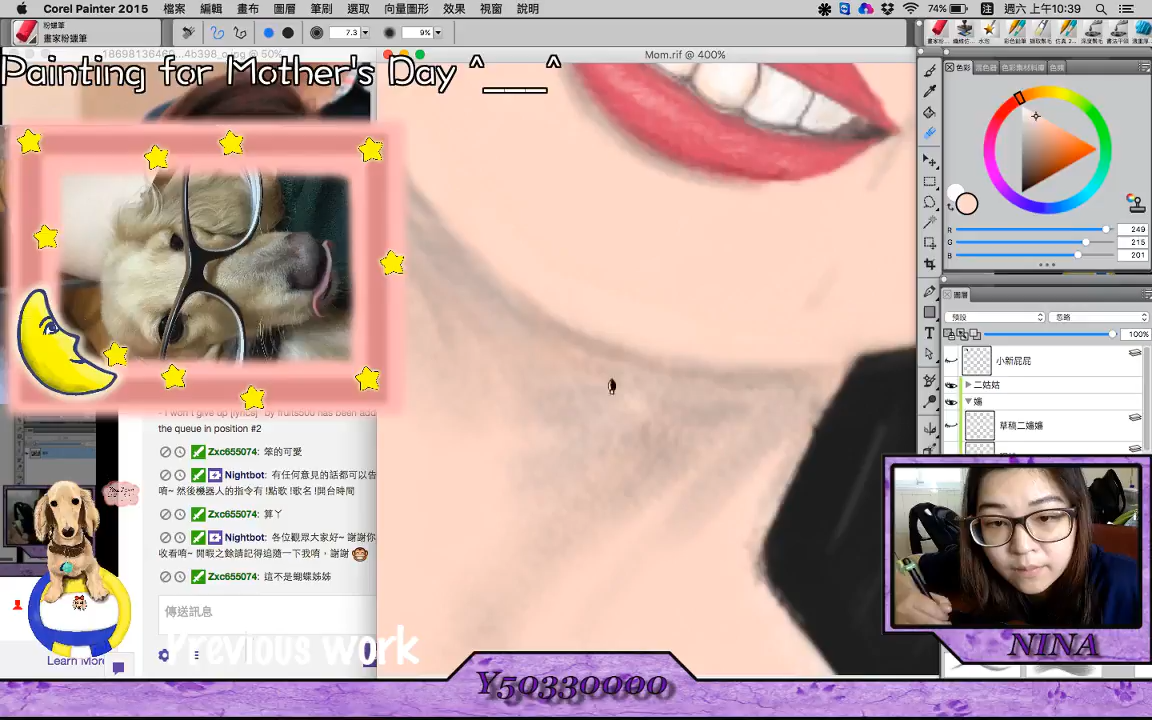 Corel Painter 2015 檔案 編輯 畫布 圖層 筆刷 選取 向量圖形 效果 視窗 說明 74% 週六 上午10:39
粉蠟筆
畫家粉蠟筆
7.3
9%
Mom.rif @ 400%
Painting for Mother's Day ^___^
色彩
R 249
G 215
B 201
圖層
預設
忽略
100%
小新屁屁
二姑姑
嬸
草稿二嬸嬸
the queue in position #2
Zxc655074: 笨的可愛
Nightbot: 有任何意見的話都可以告
唷~ 然後機器人的指令有 !點歌 !歌名 !開台時間
Zxc655074: 算ㄚ
Nightbot: 各位觀眾大家好~ 謝謝你
收看唷~ 閒暇之餘請記得追隨一下我唷, 謝謝
Zxc655074: 這不是蝴蝶姊姊
傳送訊息
Previous work
Learn More
NINA
Y50330000